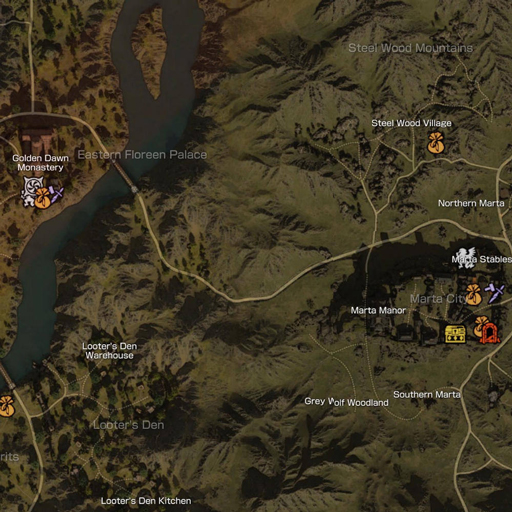 Steel Wood Mountains
Steel Wood Village
Eastern Floreen Palace
Golden Dawn
Monastery
Northern Marta
Marta Stables
Marta City
Marta Manor
Looter's Den
Warehouse
Southern Marta
Grey Wolf Woodland
Looter's Den
rits
Looter's Den Kitchen